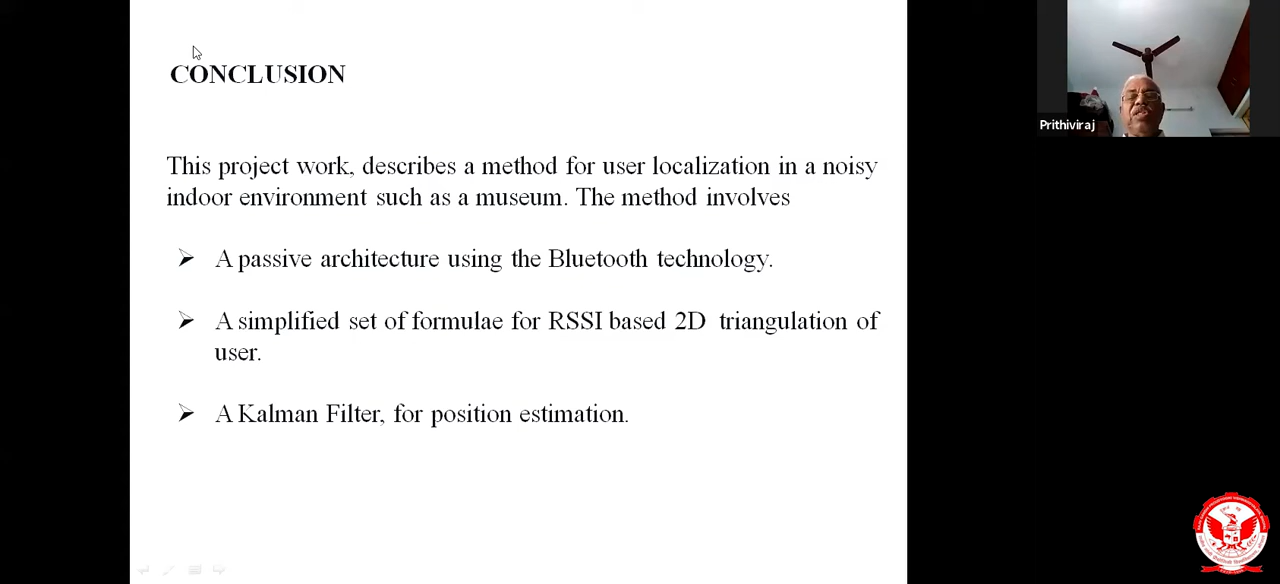 CONCLUSION
This project work, describes a method for user localization in a noisy
indoor environment such as a museum. The method involves
A passive architecture using the Bluetooth technology.
A simplified set of formulae for RSSI based 2D triangulation of
user.
A Kalman Filter, for position estimation.
Prithiviraj